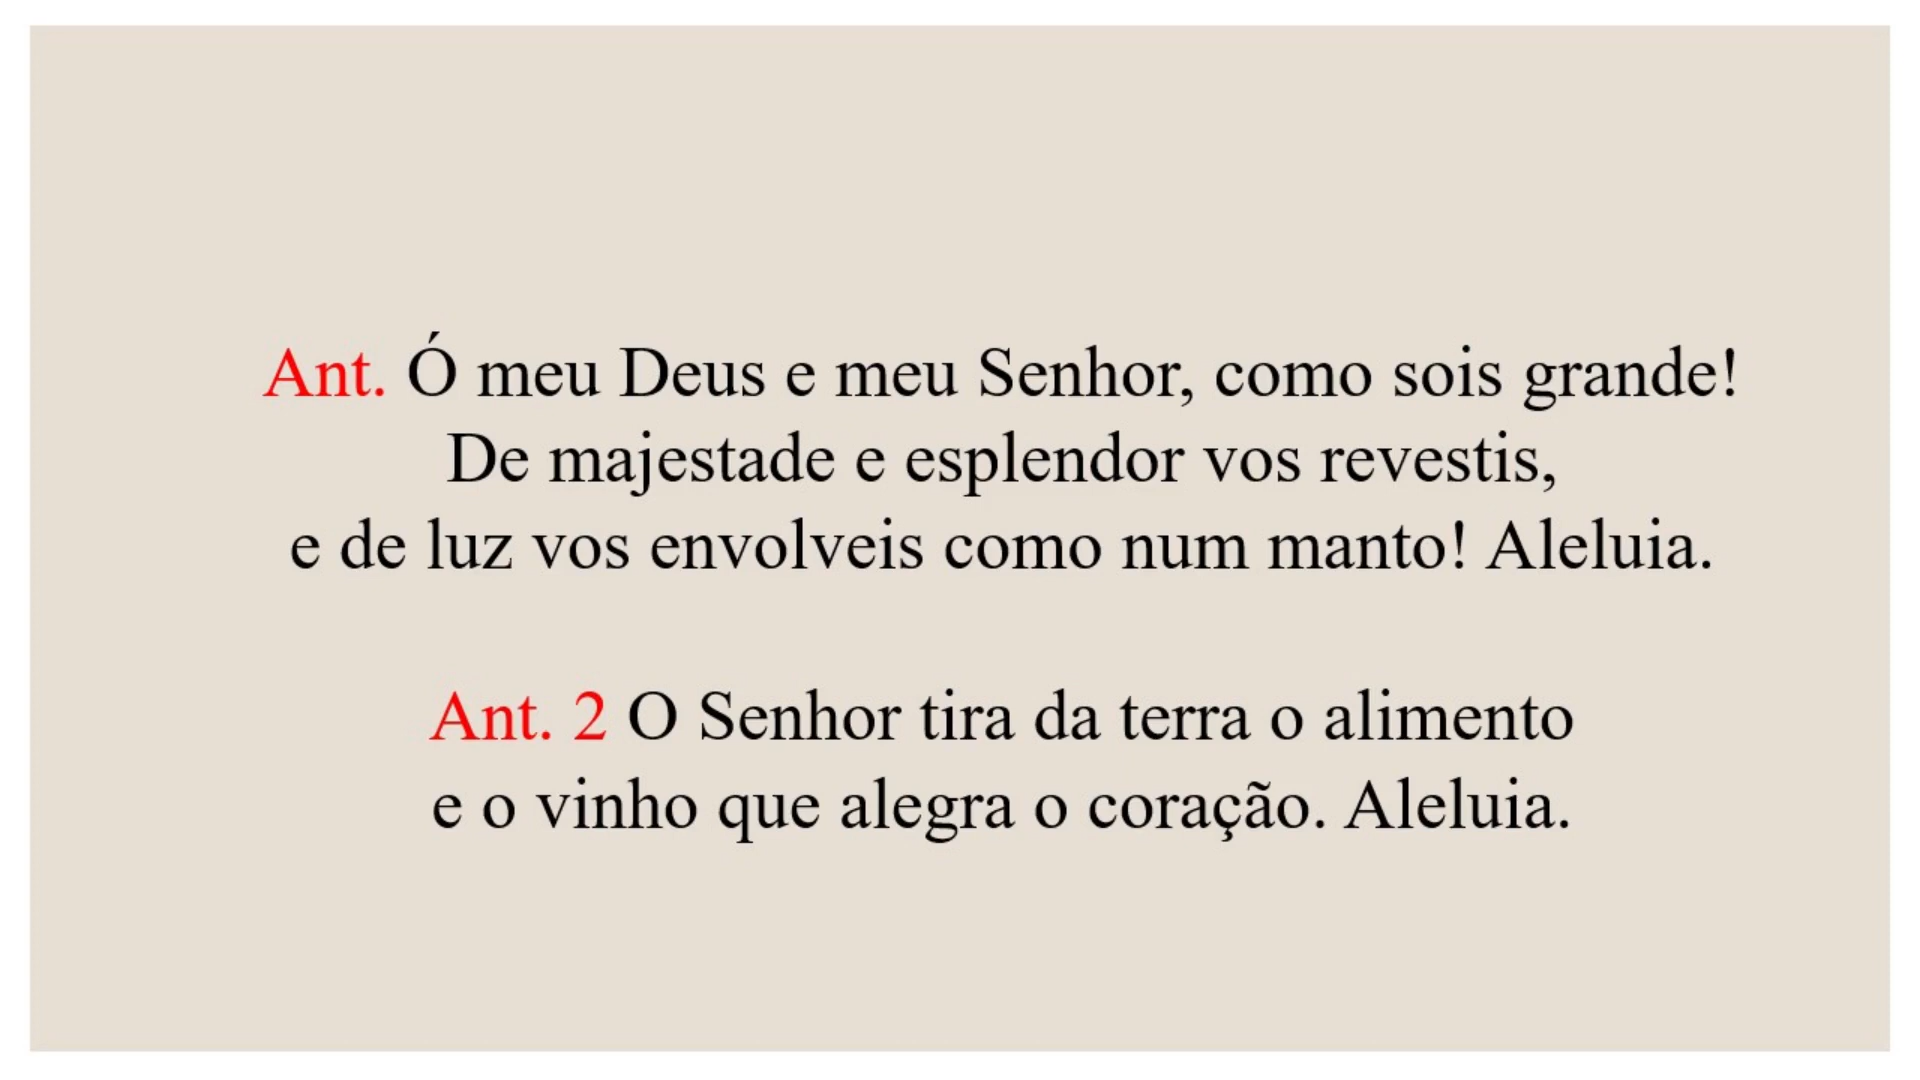 Ant. Ó meu Deus e meu Senhor, como sois grande!
De majestade e esplendor vos revestis,
e de luz vos envolveis como num manto! Aleluia.
Ant. 2 O Senhor tira da terra o alimento
e o vinho que alegra o coração. Aleluia.